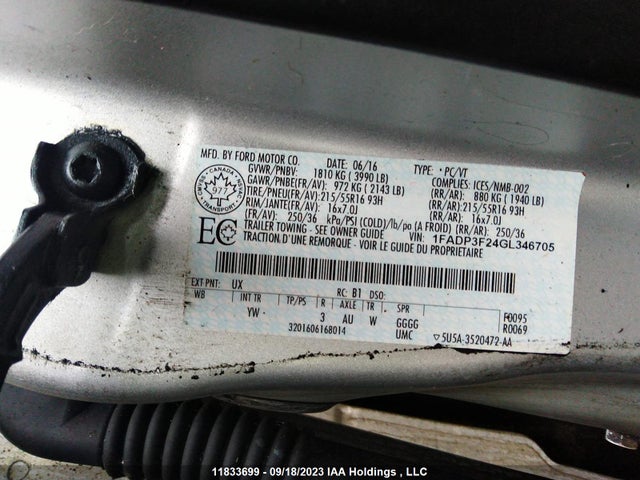 MFD. BY FORD MOTOR CO.
DATE: 06/16
TYPE: * PC/VT
GVWR/PNBV: 1810 KG ( 3990 LB)
COMPLIES: ICES/NMB-002
GAWR/PNBE(FR/AV): 972 KG ( 2143 LB)
(RR/AR): 880 KG ( 1940 LB)
TIRE/PNEU(FR/AV): 215/55R16 93H
(RR/AR): 215/55R16 93H
RIM/JANTE(FR/AV): 16x7.0J
(RR/AR): 16x7.0J
(FR/AV): 250/36 kPa/PSI (COLD)/lb/po (A FROID) (RR/AR): 250/36
TRAILER TOWING - SEE OWNER GUIDE
VIN: 1FADP3F24GL346705
TRACTION D'UNE REMORQUE - VOIR LE GUIDE DU PROPRIETAIRE
CANADA
TRANSPORT
EC
EXT PNT: UX RC: B1 DSO:
WB INT TR TP/PS R AXLE TR SPR
F0095
YW 3 AU W GGGG
R0069
3201606168014 UMC ▽5U5A-3520472-AA
11833699 - 09/18/2023 IAA Holdings , LLC